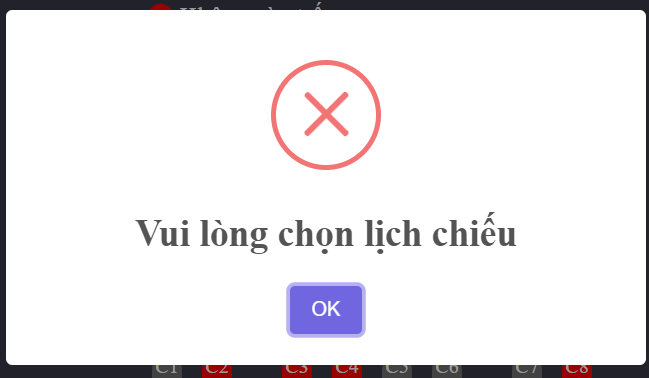 Vui lòng chọn lịch chiếu
OK
C1 C2 C3 C4 C5 C6 C7 C8